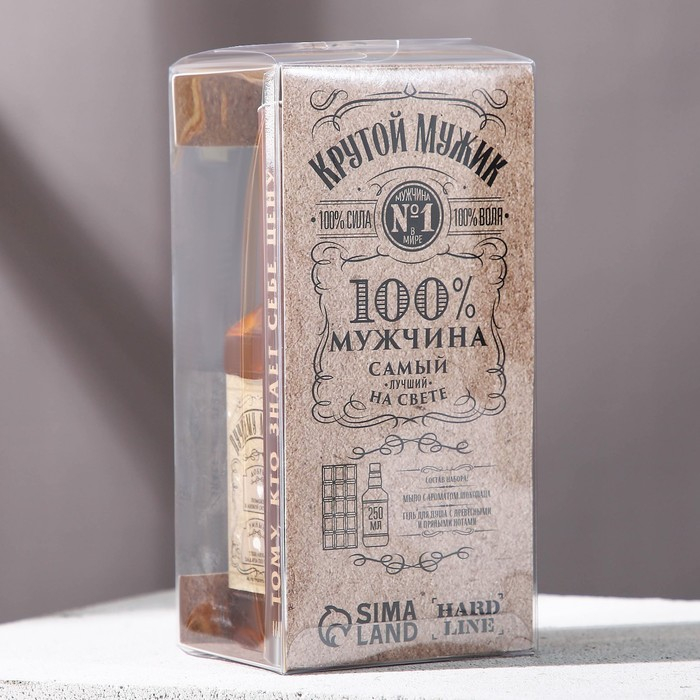 КРУТОЙ МУЖИК
МУЖЧИНА
100% СИЛА №1 100% ВОЛЯ
В МИРЕ
100%
МУЖЧИНА
САМЫЙ
•ЛУЧШИЙ•
НА СВЕТЕ
СОСТАВ НАБОРА:
МЫЛО С АРОМАТОМ ШОКОЛАДА
ГЕЛЬ ДЛЯ ДУША С ДРЕВЕСНЫМИ
И ПРЯНЫМИ НОТАМИ
250
МЛ
SIMA
LAND
HARD
LINE
ТОМУ, КТО ЗНАЕТ СЕБЕ ЦЕНУ